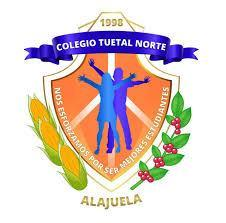 1998
COLEGIO TUETAL NORTE
NOS ESFORZAMOS POR SER MEJORES ESTUDIANTES
ALAJUELA